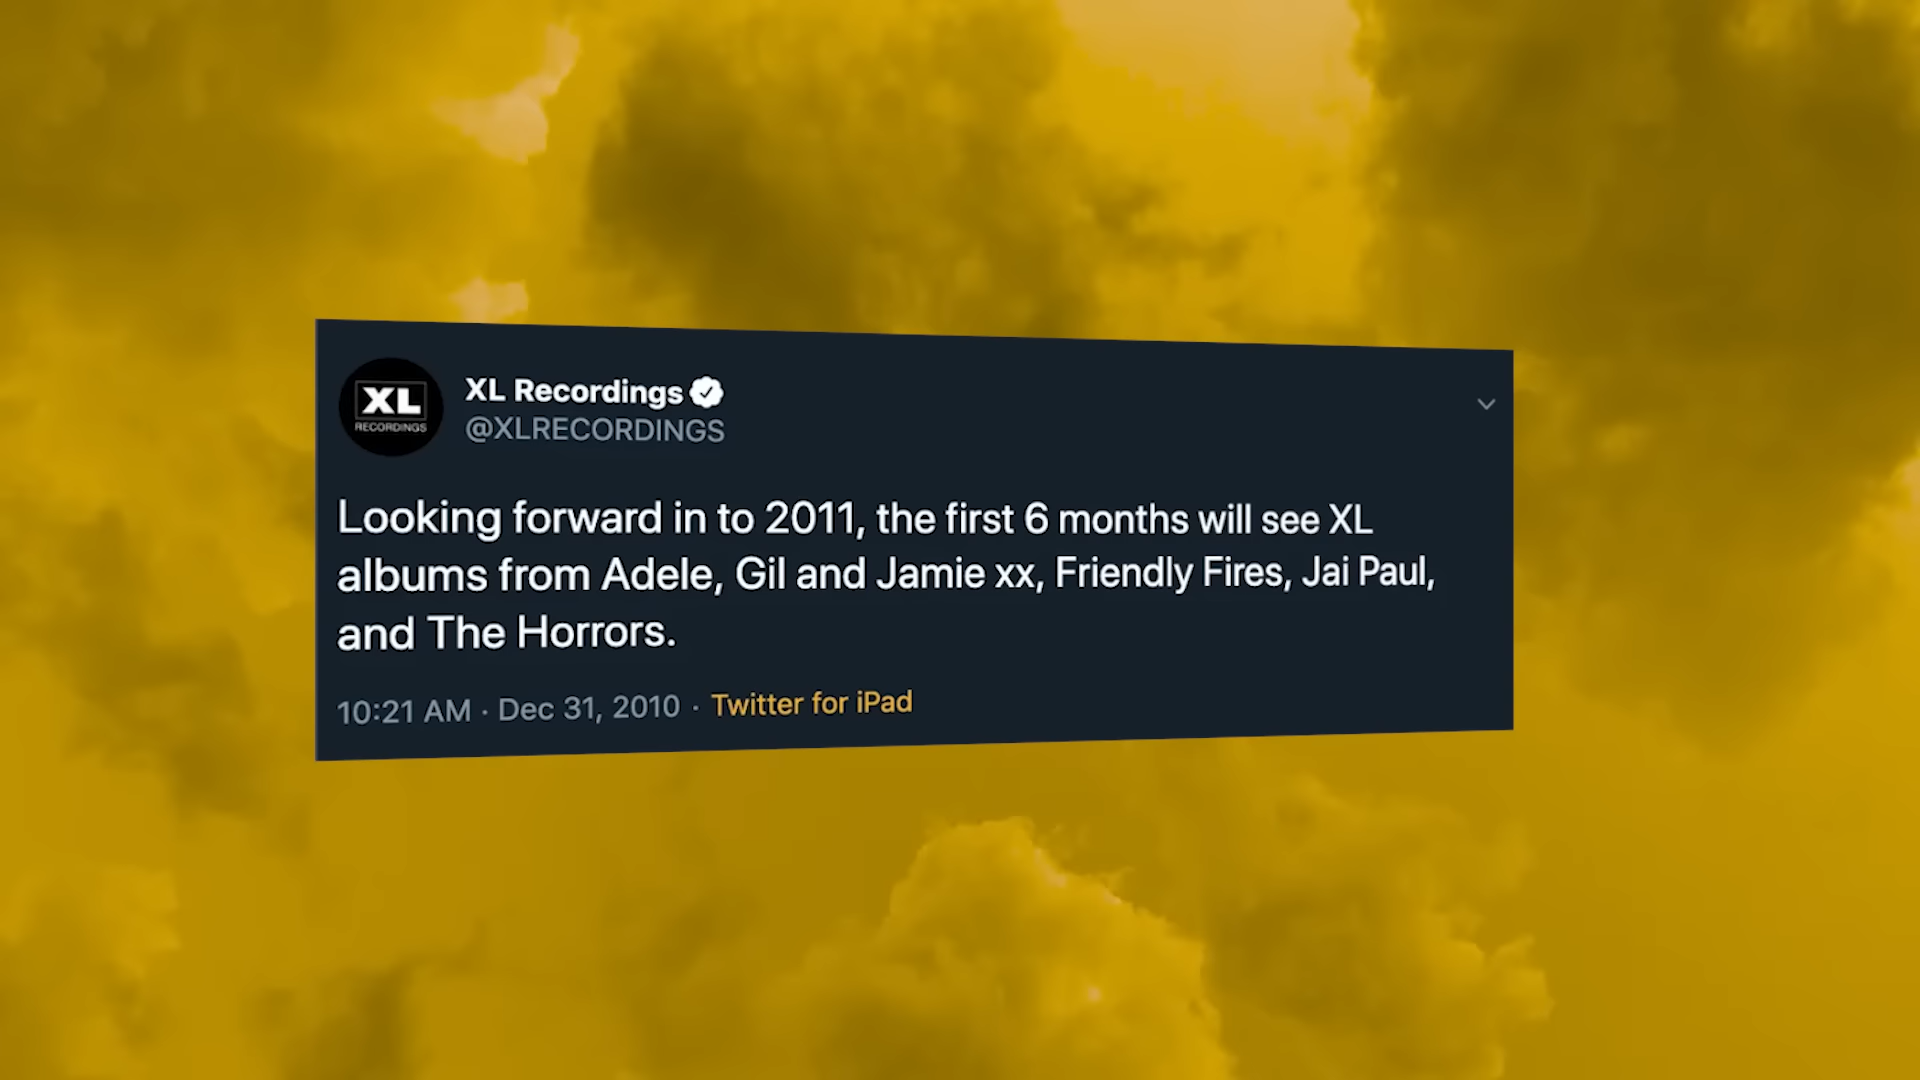 XL
RECORDINGS
XL Recordings
@XLRECORDINGS
Looking forward in to 2011, the first 6 months will see XL
albums from Adele, Gil and Jamie xx, Friendly Fires, Jai Paul,
and The Horrors.
10:21 AM · Dec 31, 2010 · Twitter for iPad